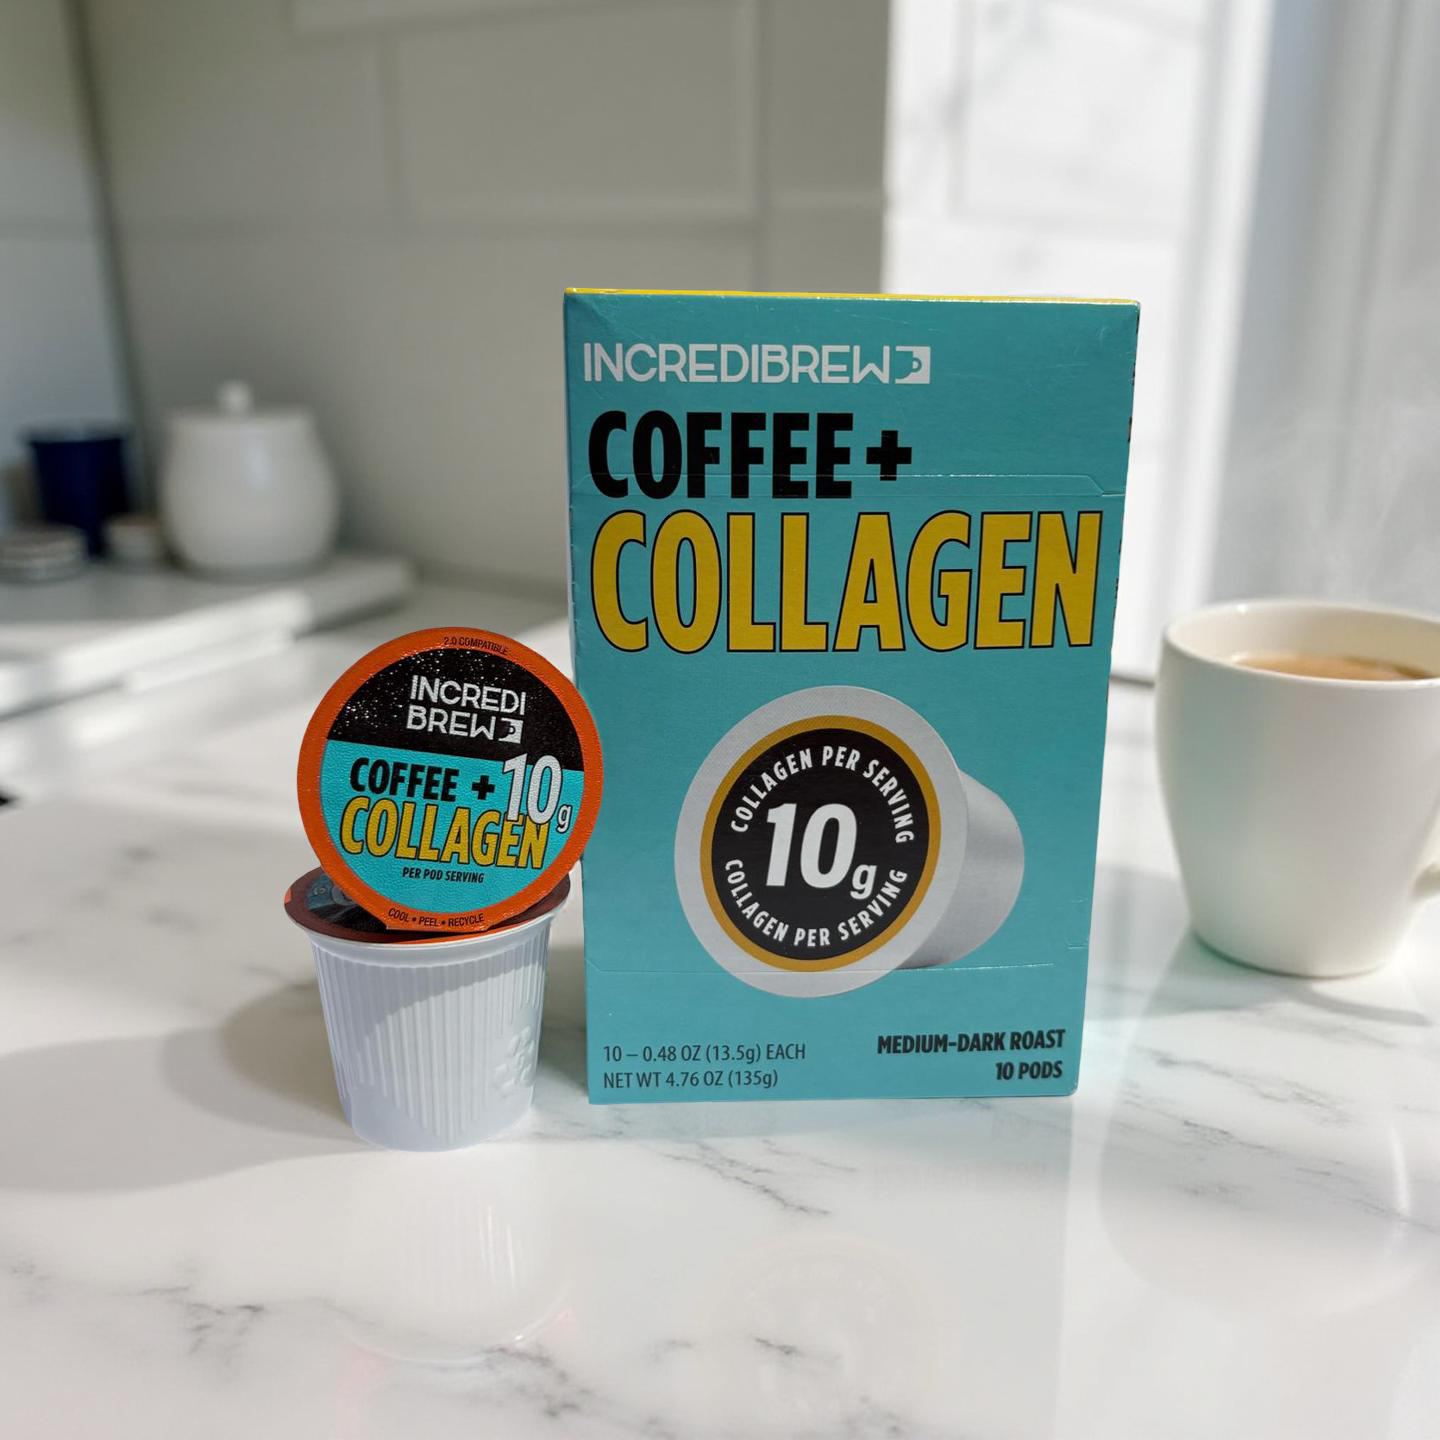 INCREDIBREW
COFFEE +
COLLAGEN
COLLAGEN PER SERVING
10g
COLLAGEN PER SERVING
10 – 0.48 OZ (13.5g) EACH
NET WT 4.76 OZ (135g)
MEDIUM-DARK ROAST
10 PODS
2.0 COMPATIBLE
INCREDI
BREW
COFFEE + 10g
COLLAGEN
PER POD SERVING
COOL • PEEL • RECYCLE